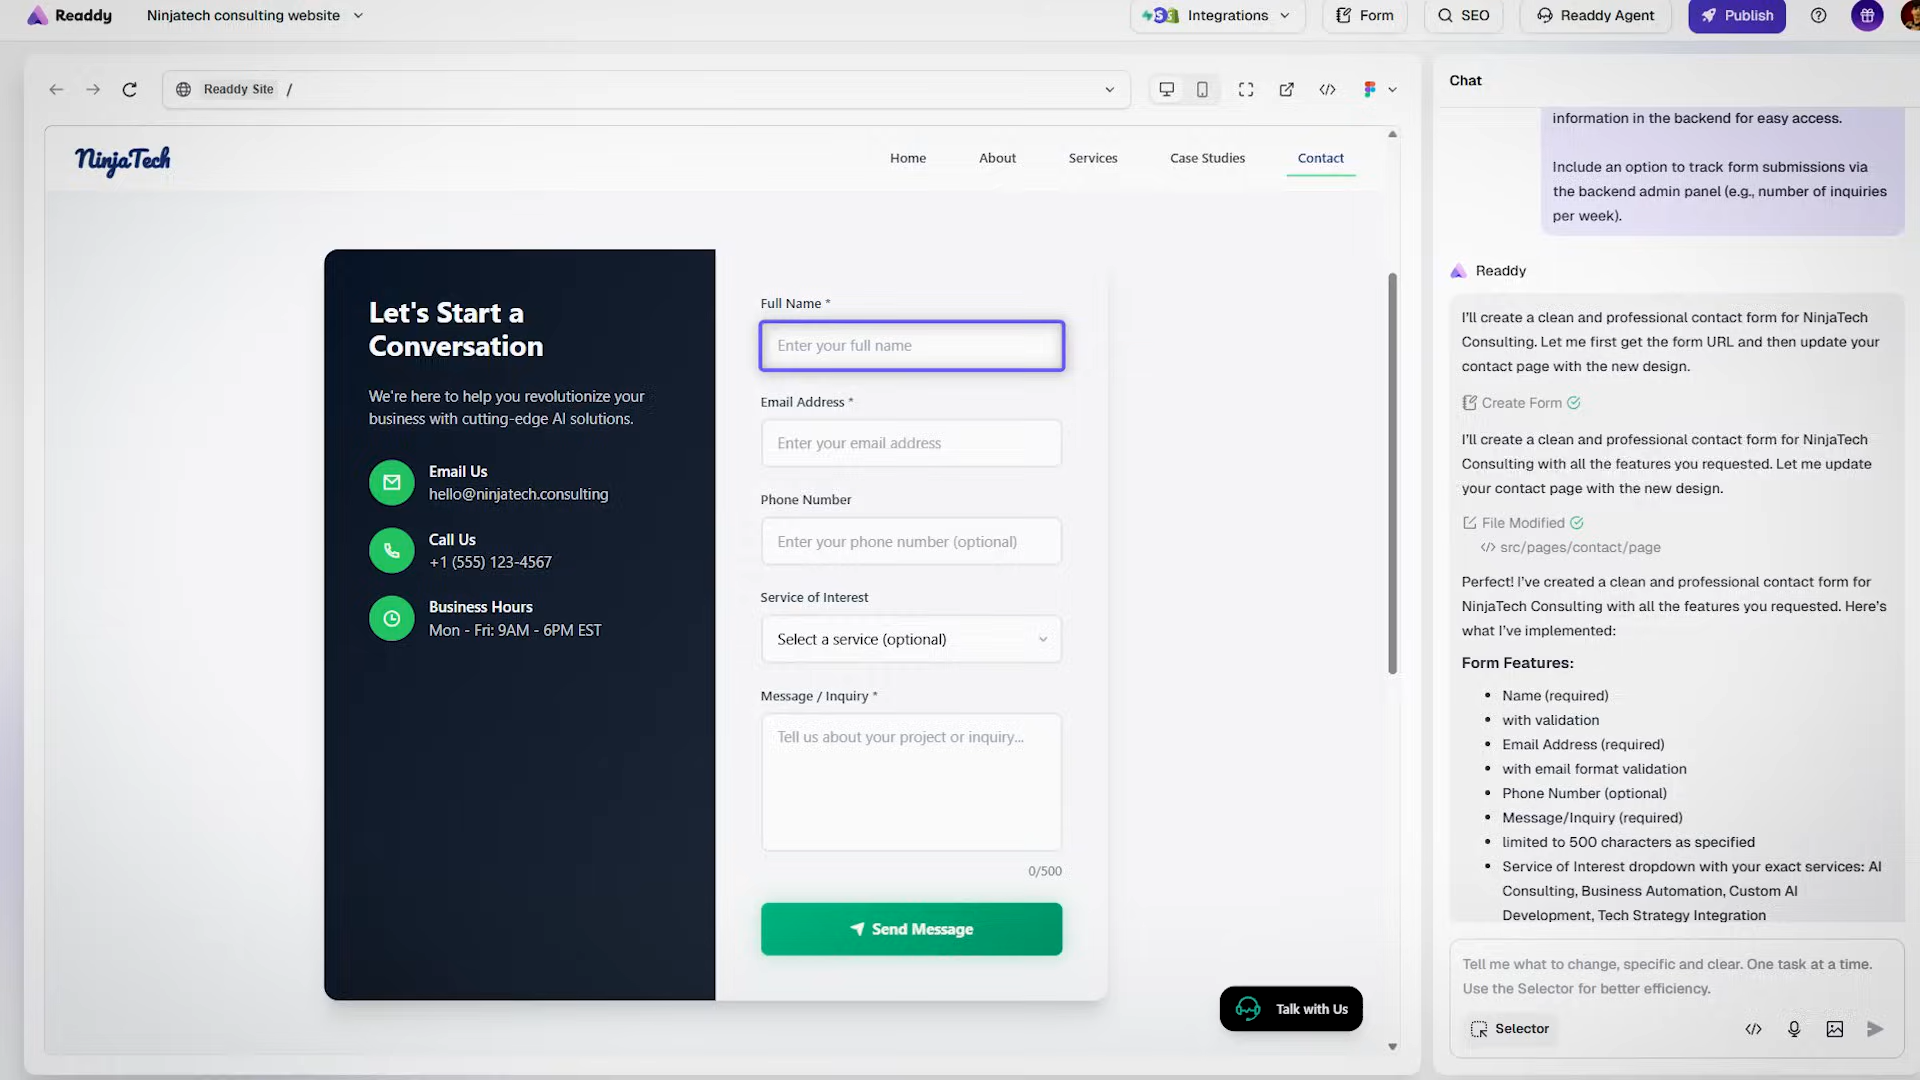 Readdy
Ninjatech consulting website
Integrations
Form
SEO
Readdy Agent
Publish
Readdy Site /
NinjaTech
Home
About
Services
Case Studies
Contact
Let's Start a
Conversation
We're here to help you revolutionize your
business with cutting-edge AI solutions.
Email Us
hello@ninjatech.consulting
Call Us
+1 (555) 123-4567
Business Hours
Mon - Fri: 9AM - 6PM EST
Full Name *
Enter your full name
Email Address *
Enter your email address
Phone Number
Enter your phone number (optional)
Service of Interest
Select a service (optional)
Message / Inquiry *
Tell us about your project or inquiry...
0/500
Send Message
Talk with Us
Chat
information in the backend for easy access.
Include an option to track form submissions via
the backend admin panel (e.g., number of inquiries
per week).
Readdy
I'll create a clean and professional contact form for NinjaTech
Consulting. Let me first get the form URL and then update your
contact page with the new design.
Create Form
I'll create a clean and professional contact form for NinjaTech
Consulting with all the features you requested. Let me update
your contact page with the new design.
File Modified
</> src/pages/contact/page
Perfect! I've created a clean and professional contact form for
NinjaTech Consulting with all the features you requested. Here's
what I've implemented:
Form Features:
• Name (required)
• with validation
• Email Address (required)
• with email format validation
• Phone Number (optional)
• Message/Inquiry (required)
• limited to 500 characters as specified
• Service of Interest dropdown with your exact services: AI
Consulting, Business Automation, Custom AI
Development, Tech Strategy Integration
Tell me what to change, specific and clear. One task at a time.
Use the Selector for better efficiency.
Selector